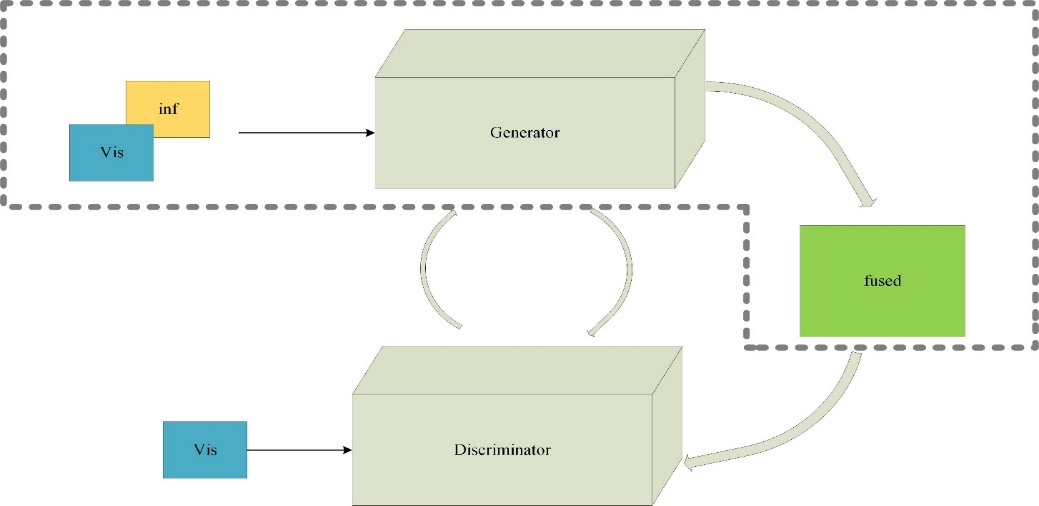 inf
Vis
Generator
fused
Vis
Discriminator